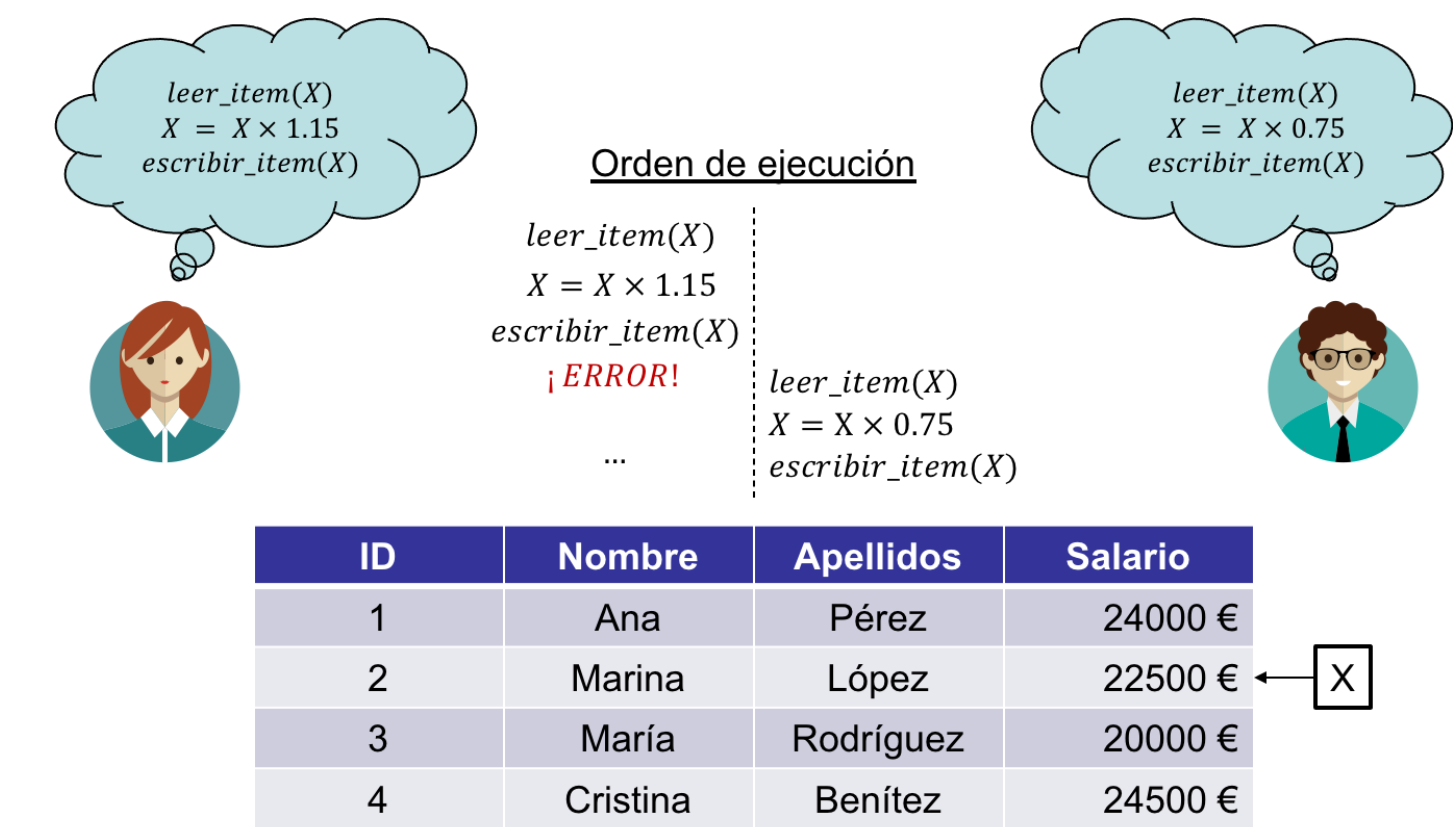 leer_item(X)
X = X × 1.15
escribir_item(X)
leer_item(X)
X = X × 0.75
escribir_item(X)
Orden de ejecución
leer_item(X)
X = X × 1.15
escribir_item(X)
¡ERROR!
...
leer_item(X)
X = X × 0.75
escribir_item(X)
ID Nombre Apellidos Salario
1 Ana Pérez 24000 €
2 Marina López 22500 €
X
3 María Rodríguez 20000 €
4 Cristina Benítez 24500 €